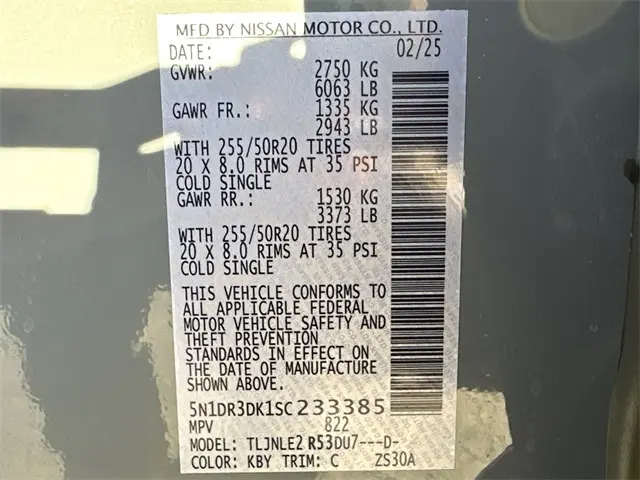 MFD BY NISSAN MOTOR CO., LTD.
DATE: 02/25
GVWR: 2750 KG
6063 LB
GAWR FR.: 1335 KG
2943 LB
WITH 255/50R20 TIRES
20 X 8.0 RIMS AT 35 PSI
COLD SINGLE
GAWR RR.: 1530 KG
3373 LB
WITH 255/50R20 TIRES
20 X 8.0 RIMS AT 35 PSI
COLD SINGLE
THIS VEHICLE CONFORMS TO
ALL APPLICABLE FEDERAL
MOTOR VEHICLE SAFETY AND
THEFT PREVENTION
STANDARDS IN EFFECT ON
THE DATE OF MANUFACTURE
SHOWN ABOVE.
5N1DR3DK1SC233385
MPV 822
MODEL: TLJNLE2 R53DU7---D-
COLOR: KBY TRIM: C ZS30A